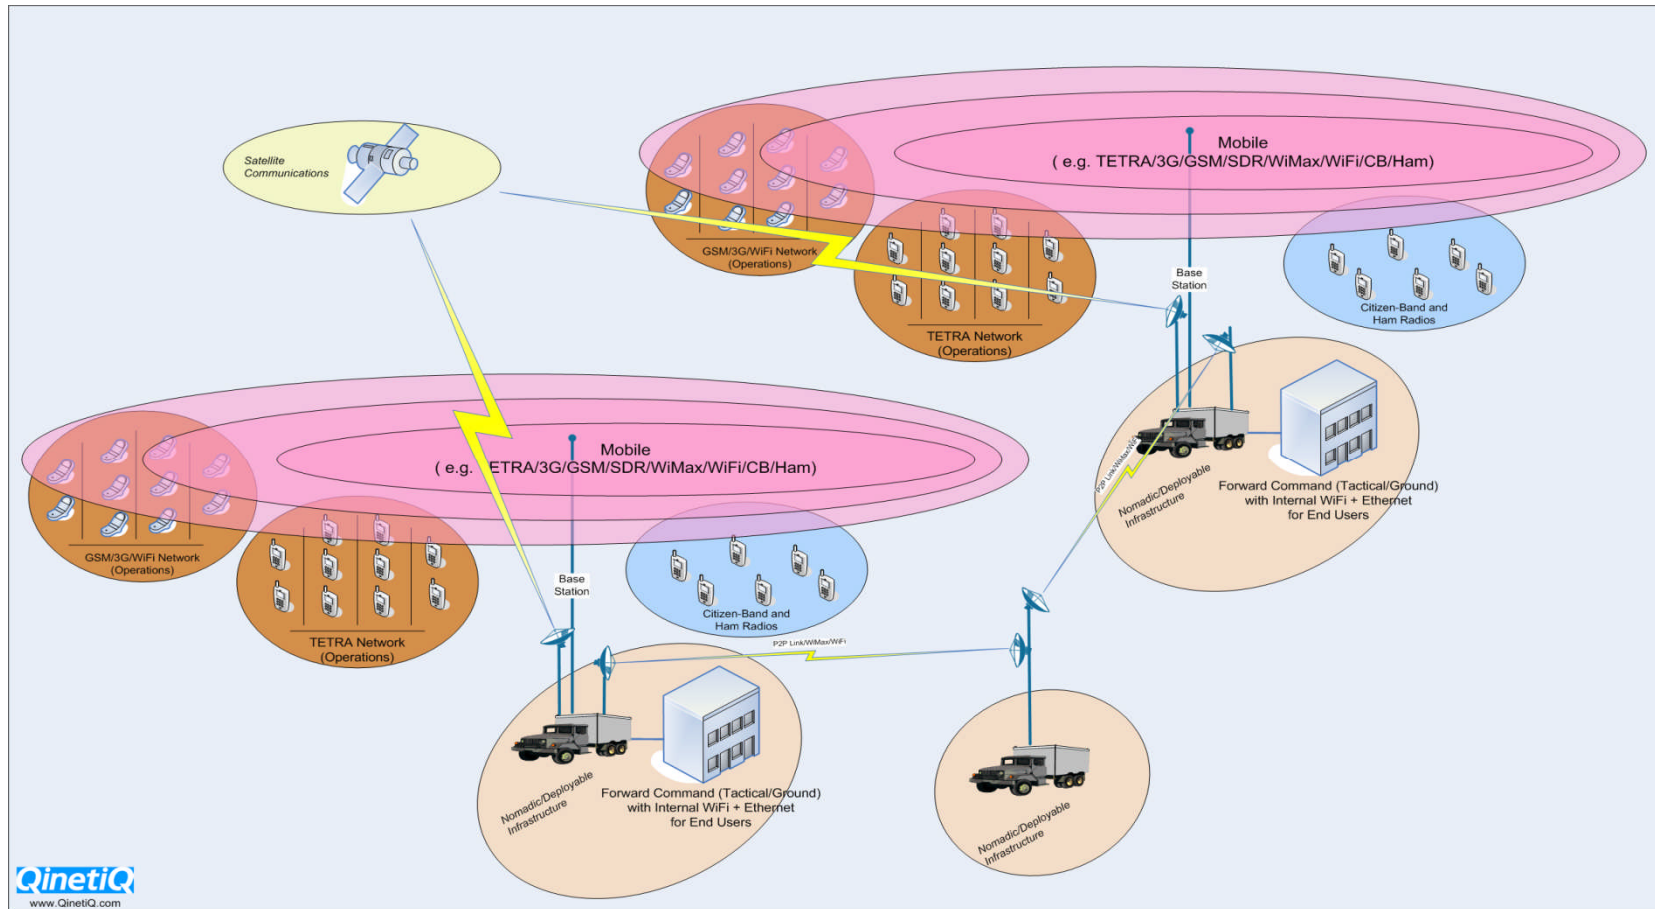 Satellite
Communications
Mobile
( e.g. TETRA/3G/GSM/SDR/WiMax/WiFi/CB/Ham)
GSM/3G/WiFi Network
(Operations)
TETRA Network
(Operations)
Base
Station
Citizen-Band and
Ham Radios
P2P Link/WiMax/WiFi
Nomadic/Deployable
Infrastructure
Forward Command (Tactical/Ground)
with Internal WiFi + Ethernet
for End Users
Mobile
( e.g. TETRA/3G/GSM/SDR/WiMax/WiFi/CB/Ham)
GSM/3G/WiFi Network
(Operations)
TETRA Network
(Operations)
Base
Station
Citizen-Band and
Ham Radios
P2P Link/WiMax/WiFi
Nomadic/Deployable
Infrastructure
Forward Command (Tactical/Ground)
with Internal WiFi + Ethernet
for End Users
Nomadic/Deployable
Infrastructure
QinetiQ
www.QinetiQ.com